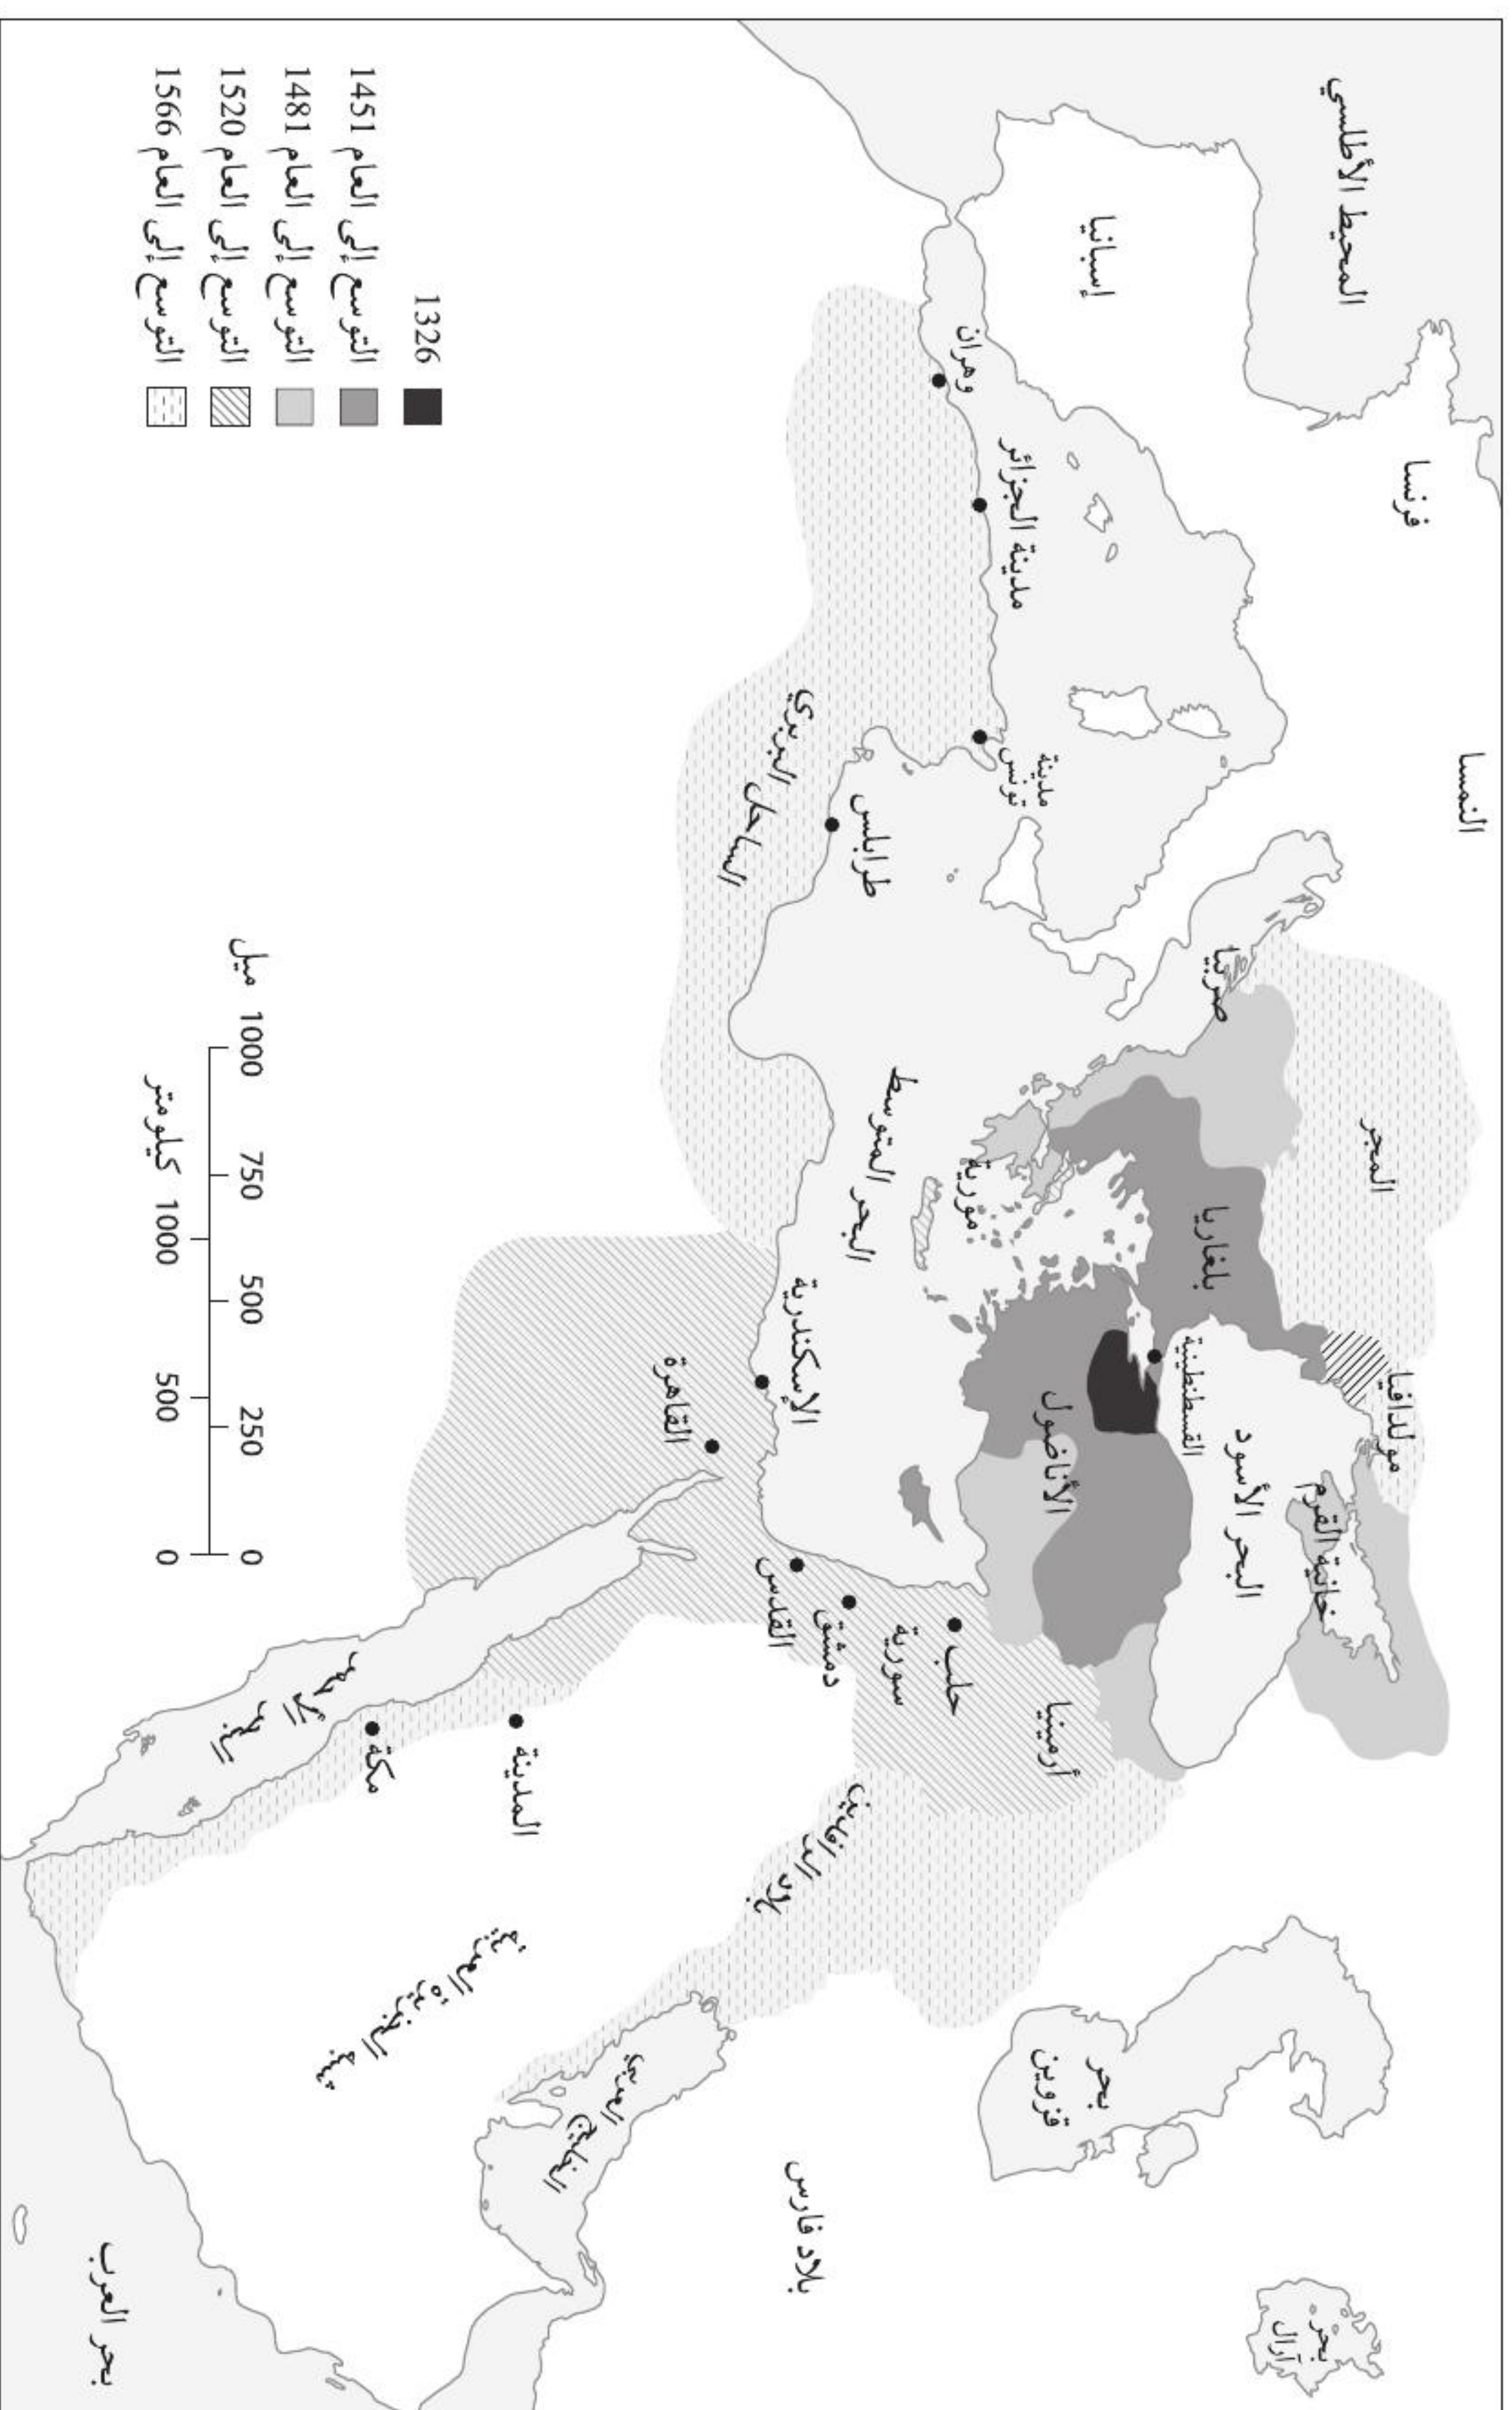 المحيط الأطلسي
فرنسا
النمسا
إسبانيا
المجر
مولدافيا
خانية القرم
صربيا
بلغاريا
البحر الأسود
القسطنطينية
بحر
آرال
بحر
قزوين
الأناضول
أرمينيا
مورية
وهران
مدينة الجزائر
مدينة
تونس
طرابلس
الساحل البربري
البحر المتوسط
حلب
سورية
دمشق
القدس
بلاد الرافدين
بلاد فارس
الإسكندرية
القاهرة
المدينة
مكة
البحر الأحمر
شبه الجزيرة العربية
الخليج العربي
بحر العرب
1326
التوسع إلى العام 1451
التوسع إلى العام 1481
التوسع إلى العام 1520
التوسع إلى العام 1566
ميل 1000 750 500 250 0
كيلومتر 1000 500 0